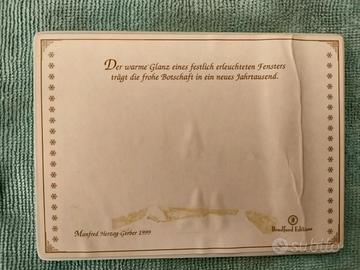 Der warme Glanz eines festlich erleuchteten Fensters
trägt die frohe Botschaft in ein neues Jahrtausend.
Manfred Herzog-Gerber 1999
Bradford Editions
subito